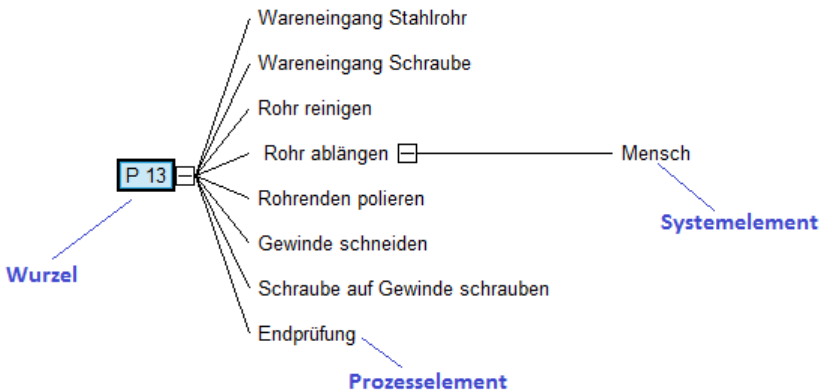 Wareneingang Stahlrohr
Wareneingang Schraube
Rohr reinigen
Rohr ablängen
Mensch
P 13
Rohrenden polieren
Systemelement
Gewinde schneiden
Wurzel
Schraube auf Gewinde schrauben
Endprüfung
Prozesselement